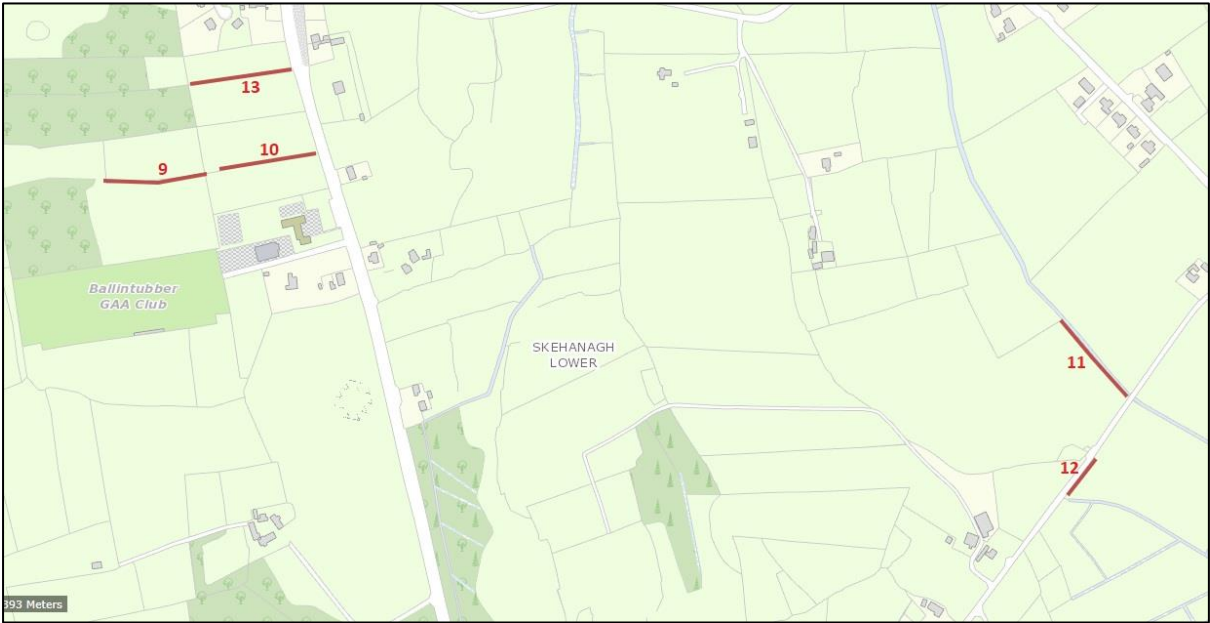 13
10
9
Ballintubber
GAA Club
SKEHANAGH
LOWER
11
12
393 Meters